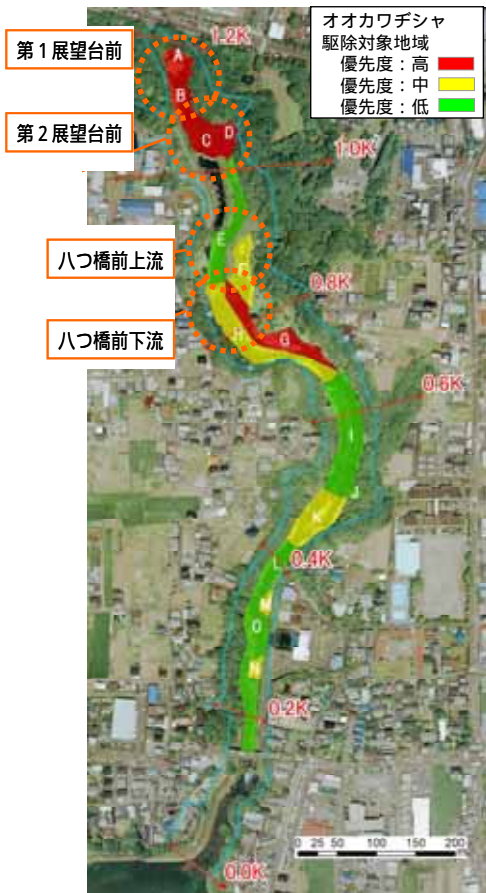 オオカワヂシャ
駆除対象地域
優先度：高
優先度：中
優先度：低
第1展望台前
第2展望台前
八つ橋前上流
八つ橋前下流
1.2K
A
B
C D
1.0K
E
F
0.8K
H
G
0.6K
I
J
K
L
0.4K
O
N
0.2K
0.0K
0 25 50 100 150 200